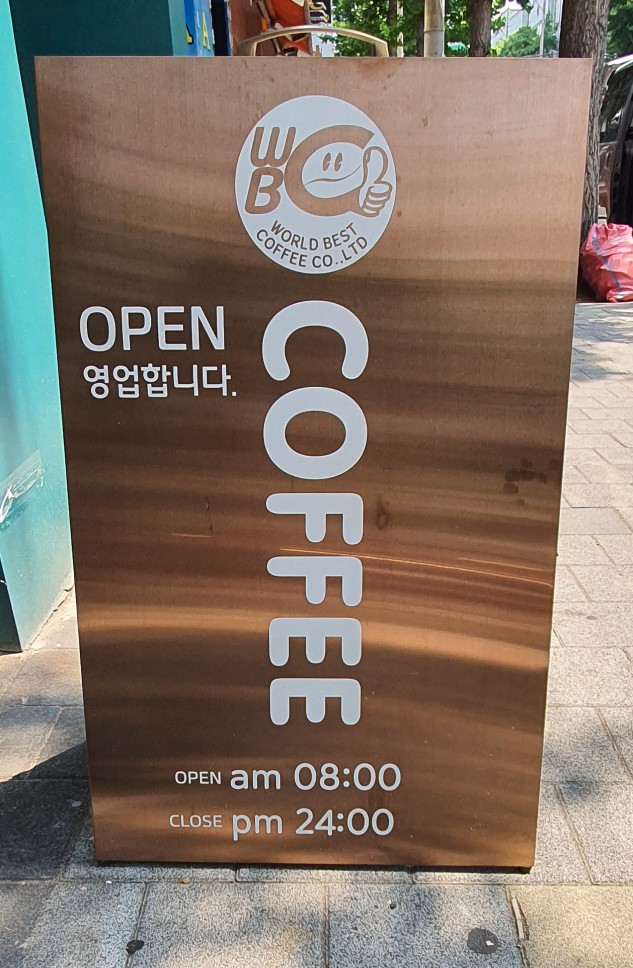 WBC
WORLD BEST
COFFEE CO.,LTD
OPEN
영업합니다.
COFFEE
OPEN am 08:00
CLOSE pm 24:00